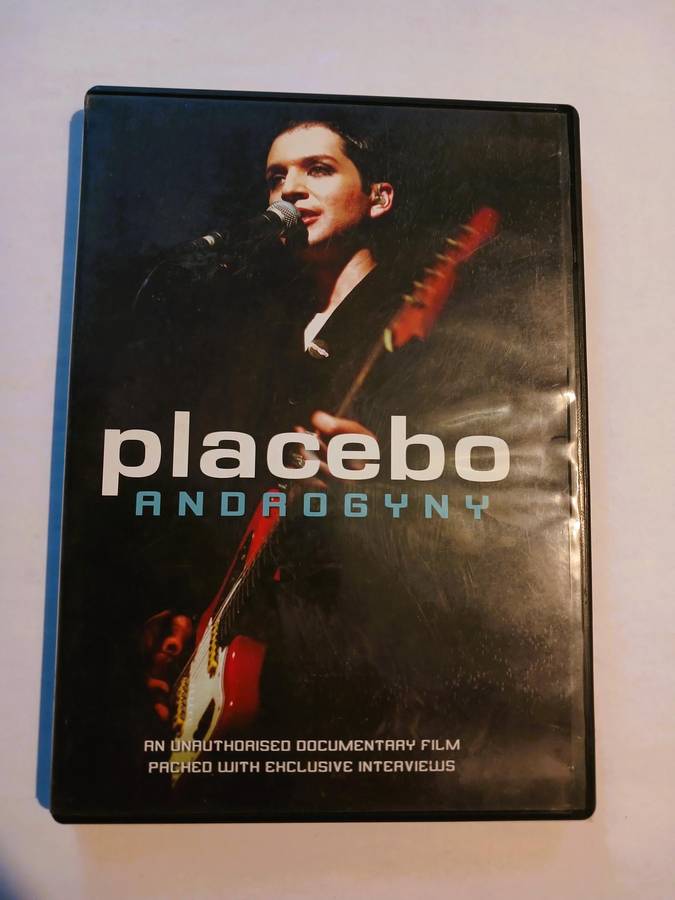 placebo
ANDROGYNY
AN UNAUTHORISED DOCUMENTARY FILM
PACKED WITH EXCLUSIVE INTERVIEWS